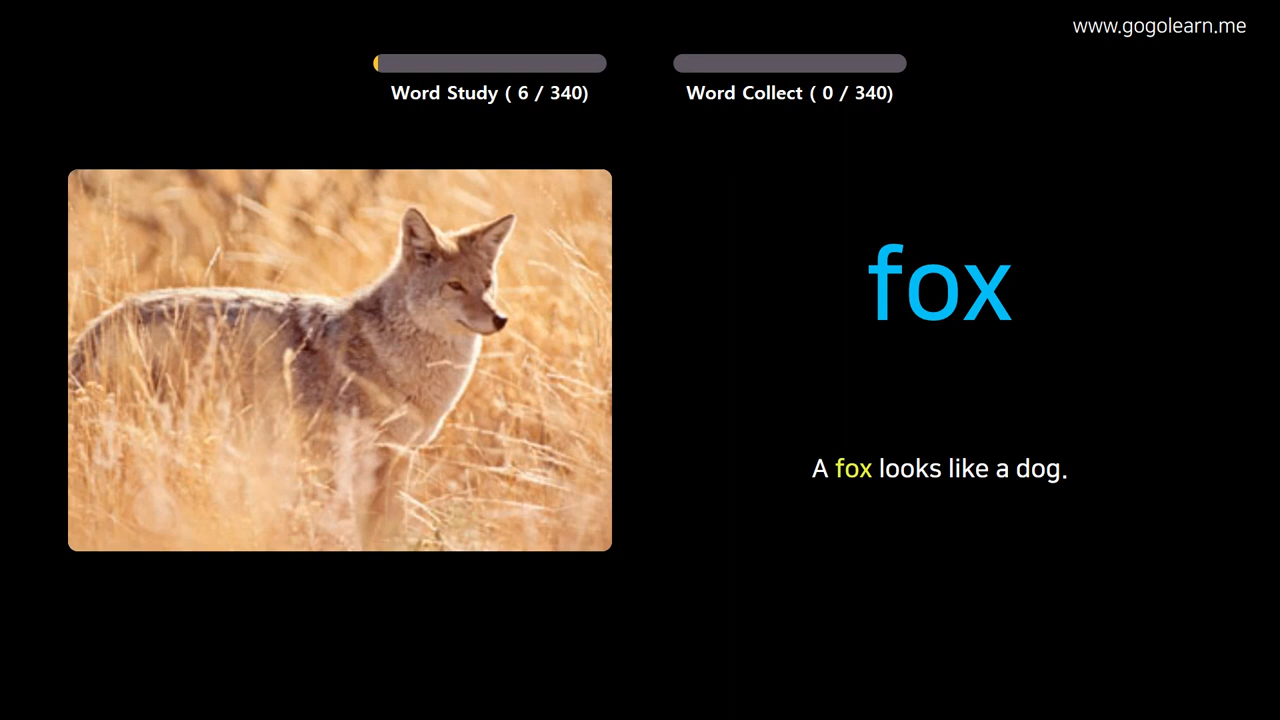 www.gogolearn.me
Word Study ( 6 / 340)
Word Collect ( 0 / 340)
fox
A fox looks like a dog.